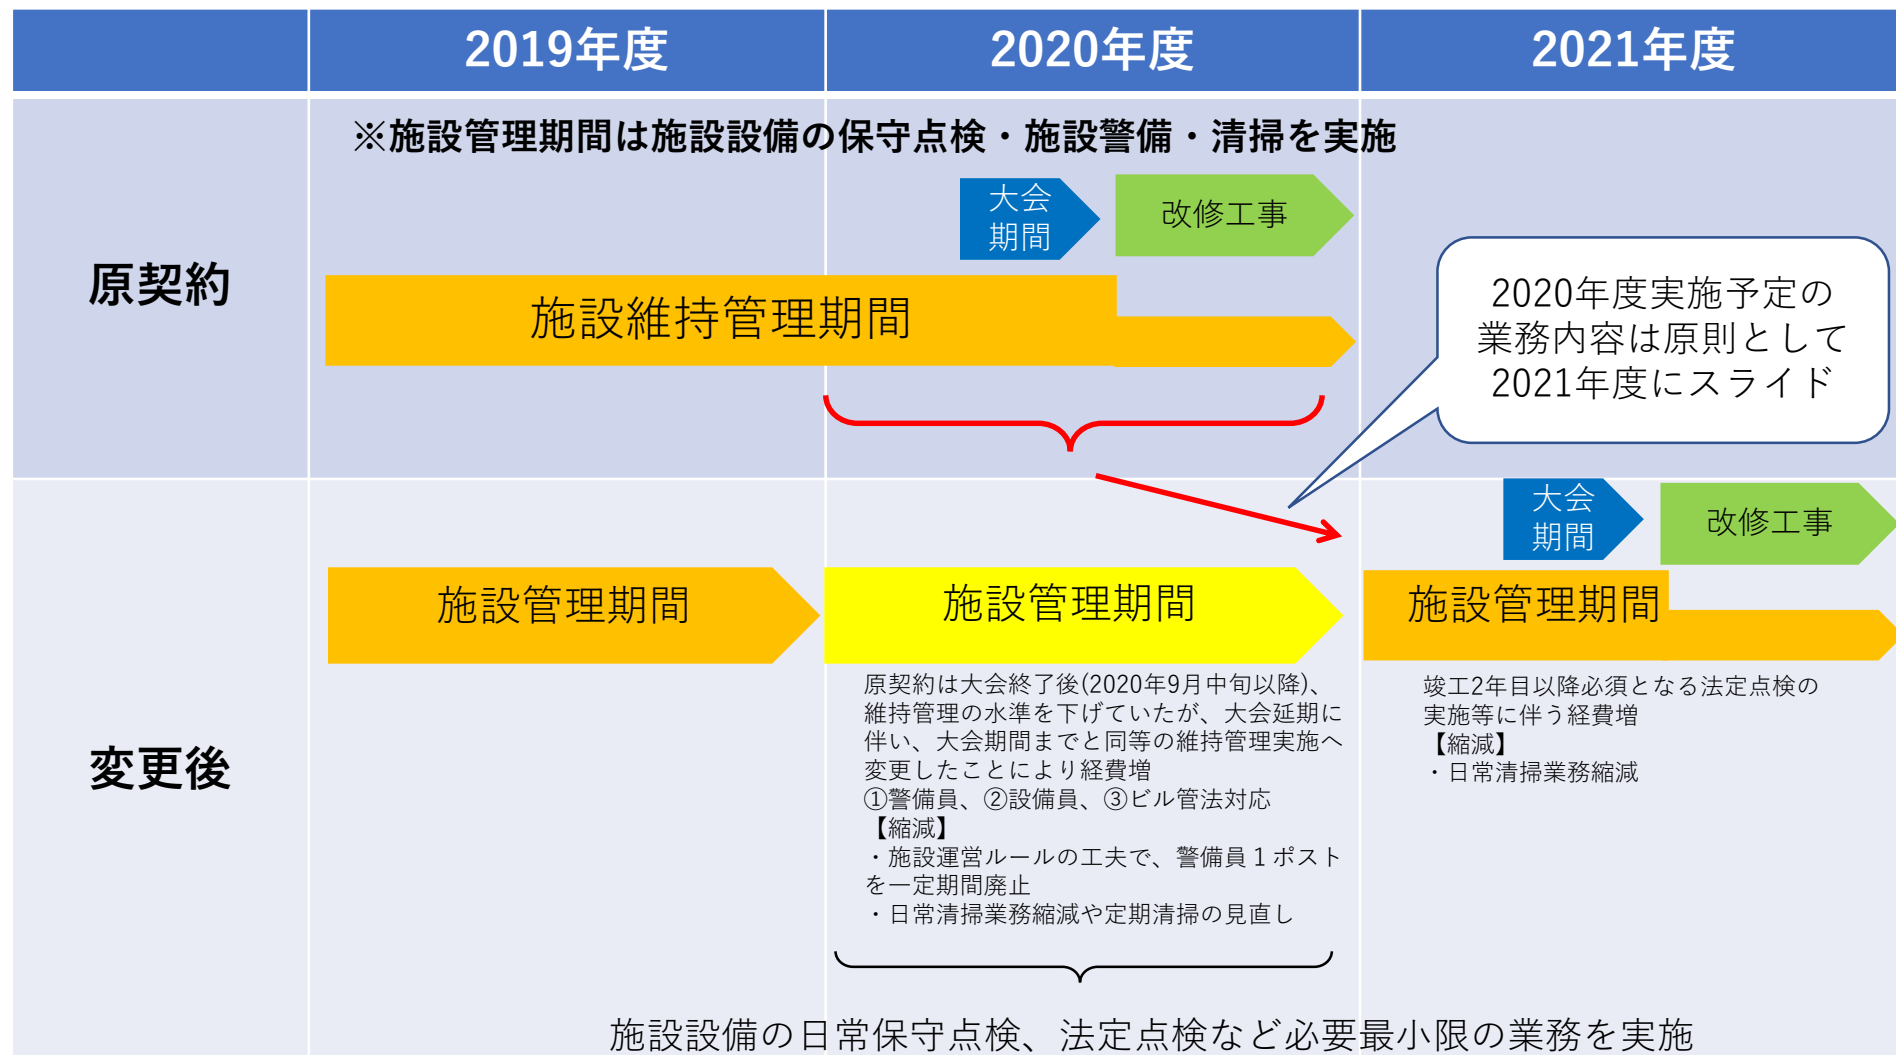 2019年度
2020年度
2021年度
原契約
※施設管理期間は施設設備の保守点検・施設警備・清掃を実施
大会
期間
改修工事
施設維持管理期間
2020年度実施予定の
業務内容は原則として
2021年度にスライド
変更後
大会
期間
改修工事
施設管理期間
施設管理期間
施設管理期間
原契約は大会終了後(2020年9月中旬以降)、
維持管理の水準を下げていたが、大会延期に
伴い、大会期間までと同等の維持管理実施へ
変更したことにより経費増
①警備員、②設備員、③ビル管法対応
【縮減】
・施設運営ルールの工夫で、警備員１ポスト
を一定期間廃止
・日常清掃業務縮減や定期清掃の見直し
竣工2年目以降必須となる法定点検の
実施等に伴う経費増
【縮減】
・日常清掃業務縮減
施設設備の日常保守点検、法定点検など必要最小限の業務を実施